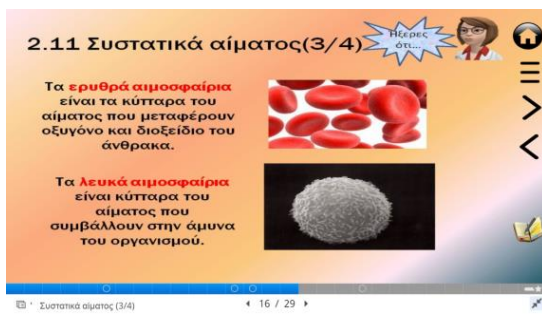 2.11 Συστατικά αίματος(3/4)
Ήξερες
ότι...
Τα ερυθρά αιμοσφαίρια
είναι τα κύτταρα του
αίματος που μεταφέρουν
οξυγόνο και διοξείδιο του
άνθρακα.
Τα λευκά αιμοσφαίρια
είναι κύτταρα του
αίματος που
συμβάλλουν στην άμυνα
του οργανισμού.
Συστατικά αίματος (3/4)
16 / 29